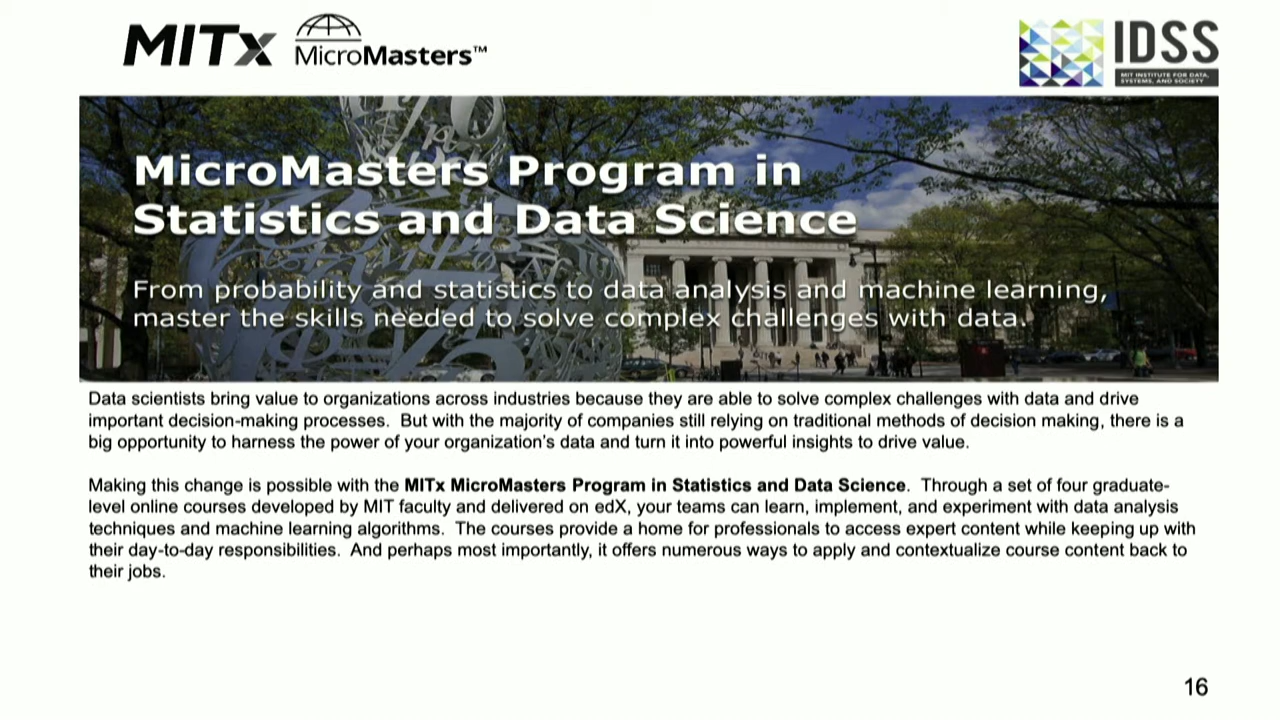 MITx MicroMasters™
IDSS
MIT INSTITUTE FOR DATA,
SYSTEMS, AND SOCIETY
MicroMasters Program in
Statistics and Data Science
From probability and statistics to data analysis and machine learning,
master the skills needed to solve complex challenges with data.
Data scientists bring value to organizations across industries because they are able to solve complex challenges with data and drive
important decision-making processes.  But with the majority of companies still relying on traditional methods of decision making, there is a
big opportunity to harness the power of your organization's data and turn it into powerful insights to drive value.
Making this change is possible with the MITx MicroMasters Program in Statistics and Data Science.  Through a set of four graduate-
level online courses developed by MIT faculty and delivered on edX, your teams can learn, implement, and experiment with data analysis
techniques and machine learning algorithms.  The courses provide a home for professionals to access expert content while keeping up with
their day-to-day responsibilities.  And perhaps most importantly, it offers numerous ways to apply and contextualize course content back to
their jobs.
16